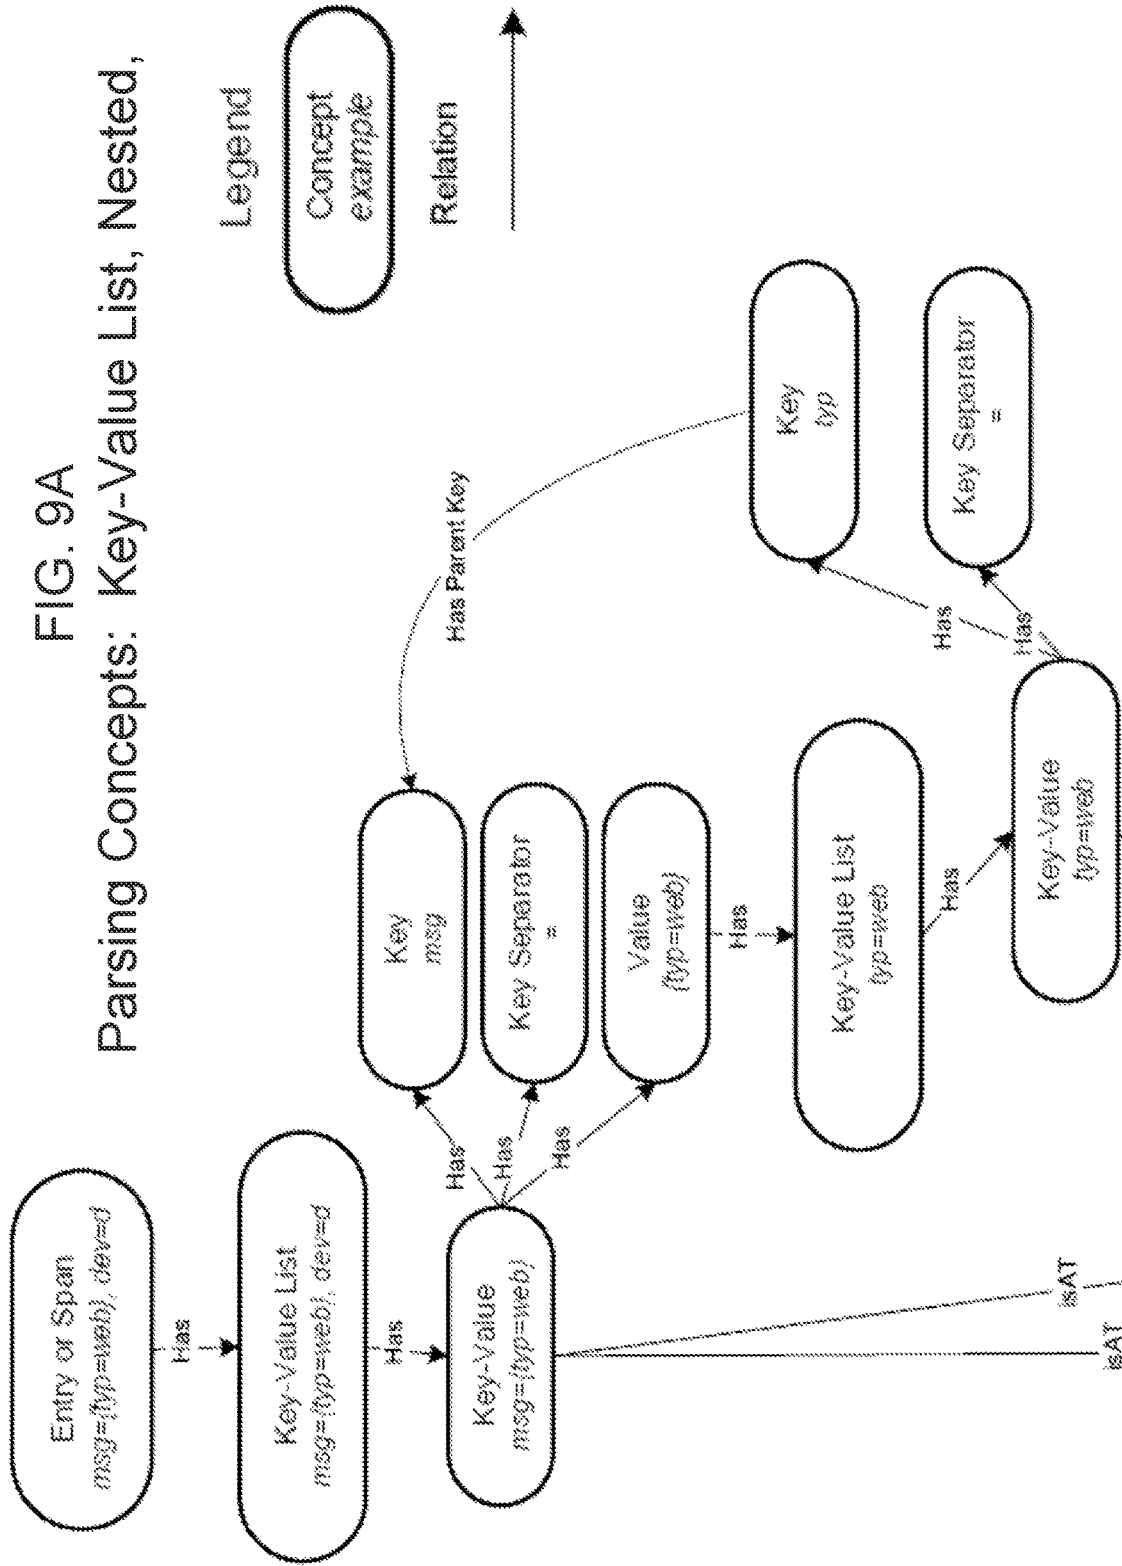 FIG. 9A
Parsing Concepts: Key-Value List, Nested,
Legend
Concept
example
Relation
Entry or Span
msg={typ=web}, dev=d
Has
Key-Value List
msg={typ=web}, dev=d
Has
Key-Value
msg={typ=web}
Has
Has
Has
Key
msg
Key Separator
=
Value
{typ=web}
Has Parent Key
Has
Key-Value List
typ=web
Has
Key-Value
typ=web
Has
Has
Key
typ
Key Separator
=
isAT
isAT